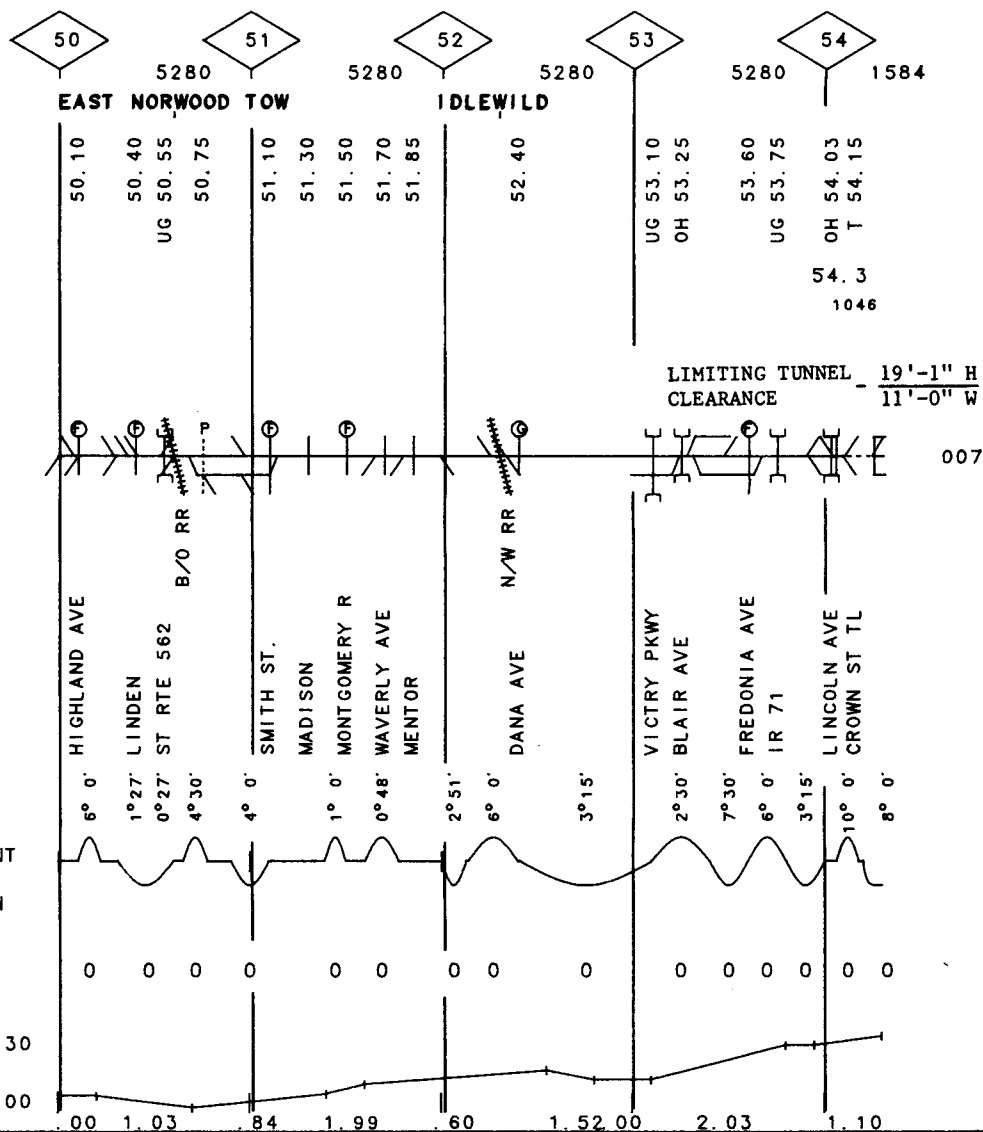 50 51 52 53 54
5280 5280 5280 5280 1584
EAST NORWOOD TOW IDLEWILD
50.10
50.40
UG 50.55
50.75
51.10
51.30
51.50
51.70
51.85
52.40
UG 53.10
OH 53.25
53.60
UG 53.75
OH 54.03
T 54.15
54.3
1046
LIMITING TUNNEL CLEARANCE - 19'-1" H
11'-0" W
F F P F F G F
007
B/O RR
N/W RR
HIGHLAND AVE
LINDEN
ST RTE 562
SMITH ST.
MADISON
MONTGOMERY R
WAVERLY AVE
MENTOR
DANA AVE
VICTRY PKWY
BLAIR AVE
FREDONIA AVE
IR 71
LINCOLN AVE
CROWN ST TL
6° 0'
1°27'
0°27'
4°30'
4° 0'
1° 0'
0°48'
2°51'
6° 0'
3°15'
2°30'
7°30'
6° 0'
3°15'
10° 0'
8° 0'
0 0 0 0 0 0 0 0 0 0 0 0 0 0 0
30
00
.00 1.03 .84 1.99 .60 1.52 .00 2.03 1.10